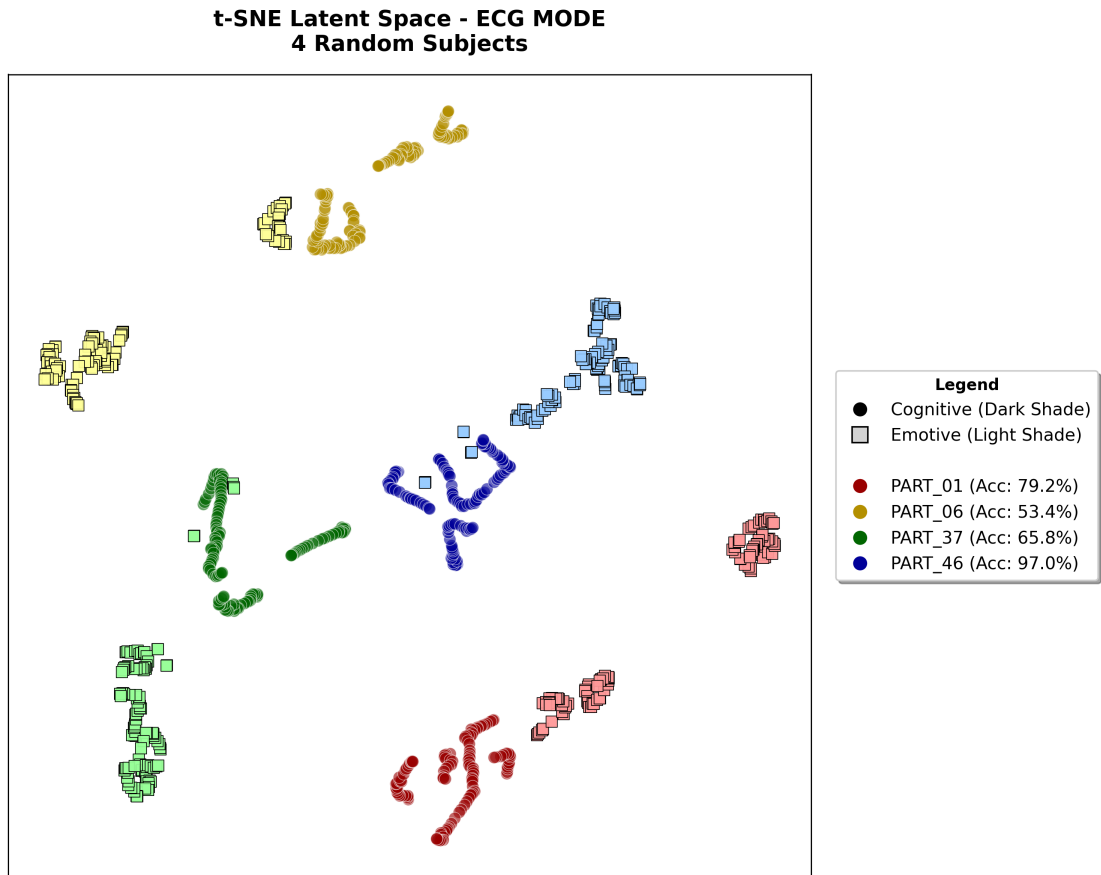 t-SNE Latent Space - ECG MODE
4 Random Subjects
Legend
Cognitive (Dark Shade)
Emotive (Light Shade)
PART_01 (Acc: 79.2%)
PART_06 (Acc: 53.4%)
PART_37 (Acc: 65.8%)
PART_46 (Acc: 97.0%)